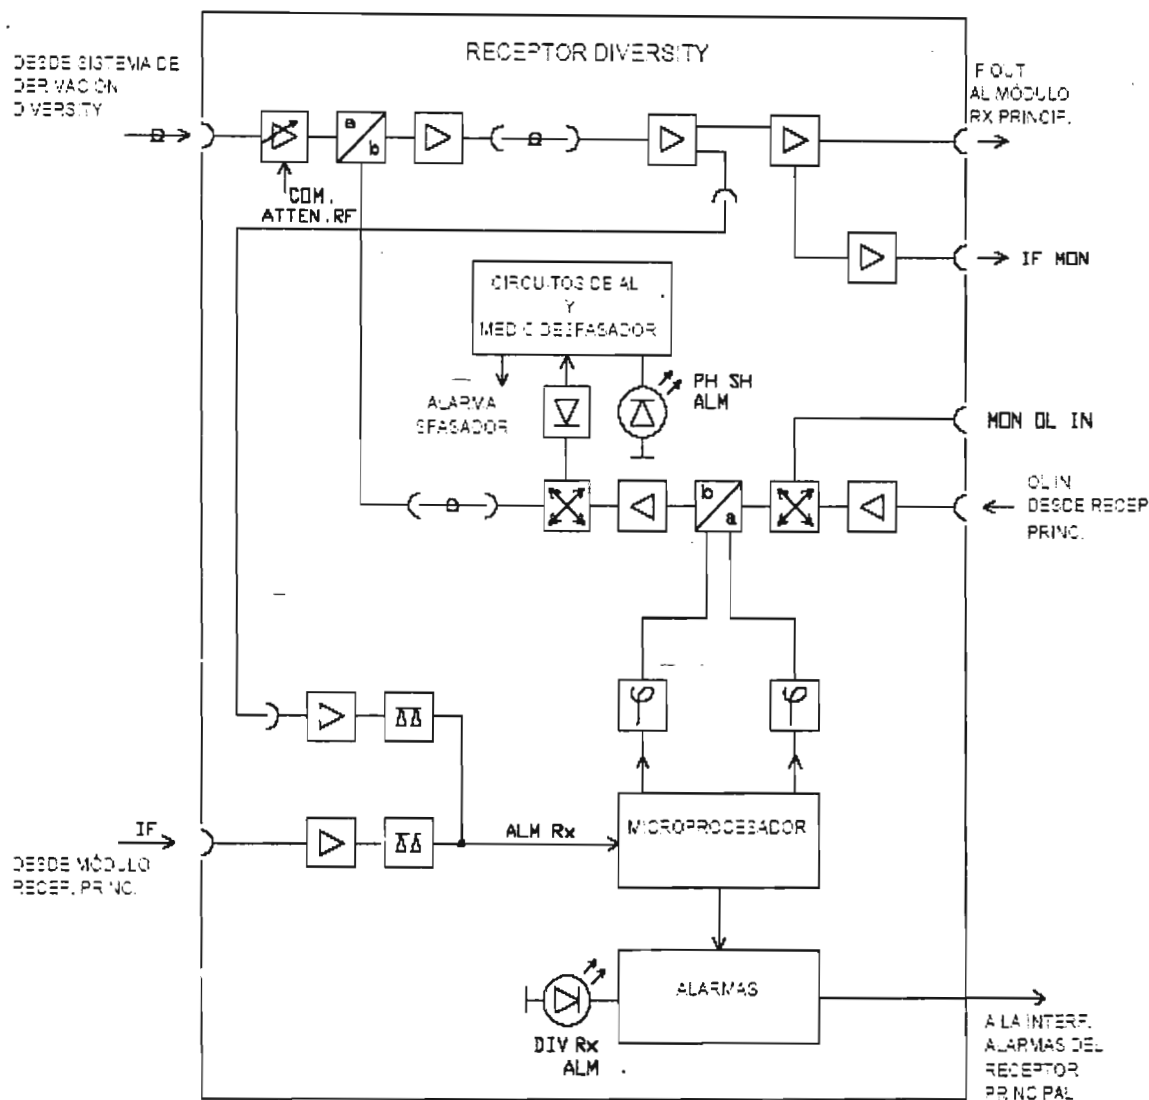 RECEPTOR DIVERSITY
DESDE SISTEMA DE
DERIVACIÓN
DIVERSITY
IF OUT
AL MÓDULO
RX PRINCIP.
a
b
COM.
ATTEN.RF
IF MON
CIRCUITOS DE AL
Y
MEDIC DESFASADOR
PH SH
ALM
ALARMA
SFASADOR
MON OL IN
OL IN
DESDE RECEP
PRINC.
b
a
φ
φ
IF
ALM Rx
MICROPROCESADOR
DESDE MÓDULO
RECEP. PRINC.
ALARMAS
DIV Rx
ALM
A LA INTERF.
ALARMAS DEL
RECEPTOR
PRINCIPAL